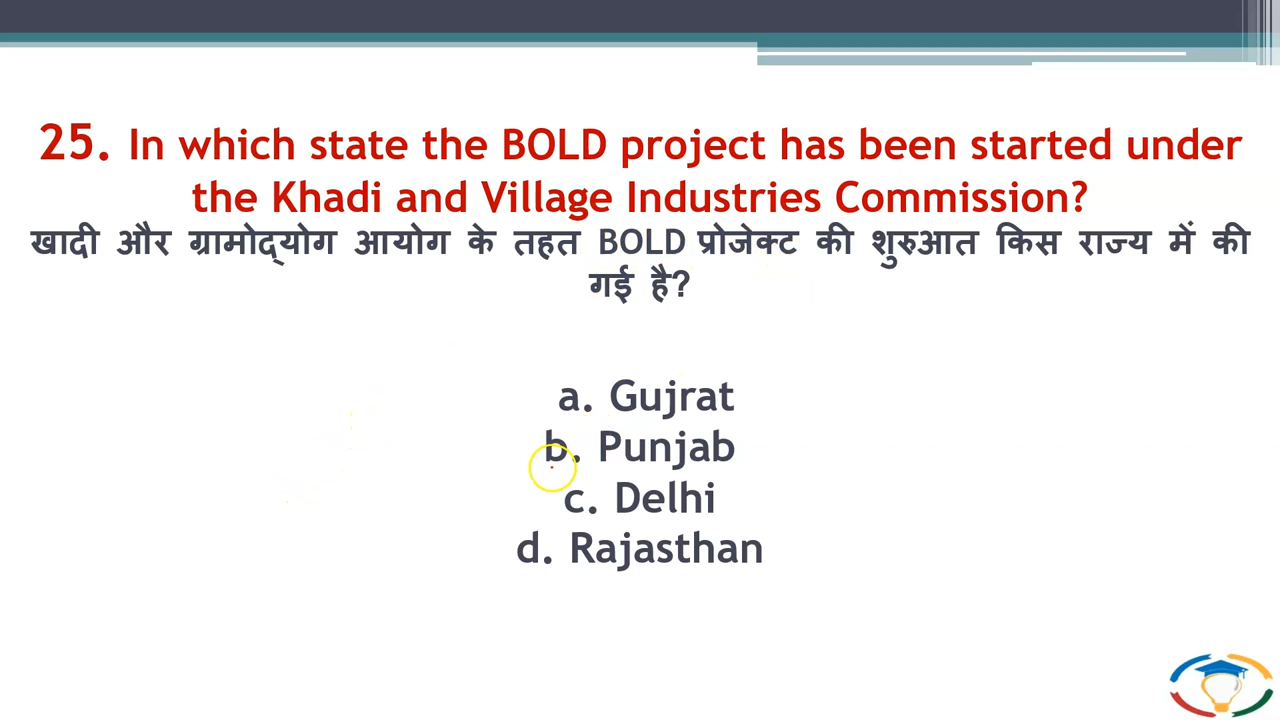 25. In which state the BOLD project has been started under
the Khadi and Village Industries Commission?
खादी और ग्रामोद्योग आयोग के तहत BOLD प्रोजेक्ट की शुरुआत किस राज्य में की
गई है?
a. Gujrat
b. Punjab
c. Delhi
d. Rajasthan